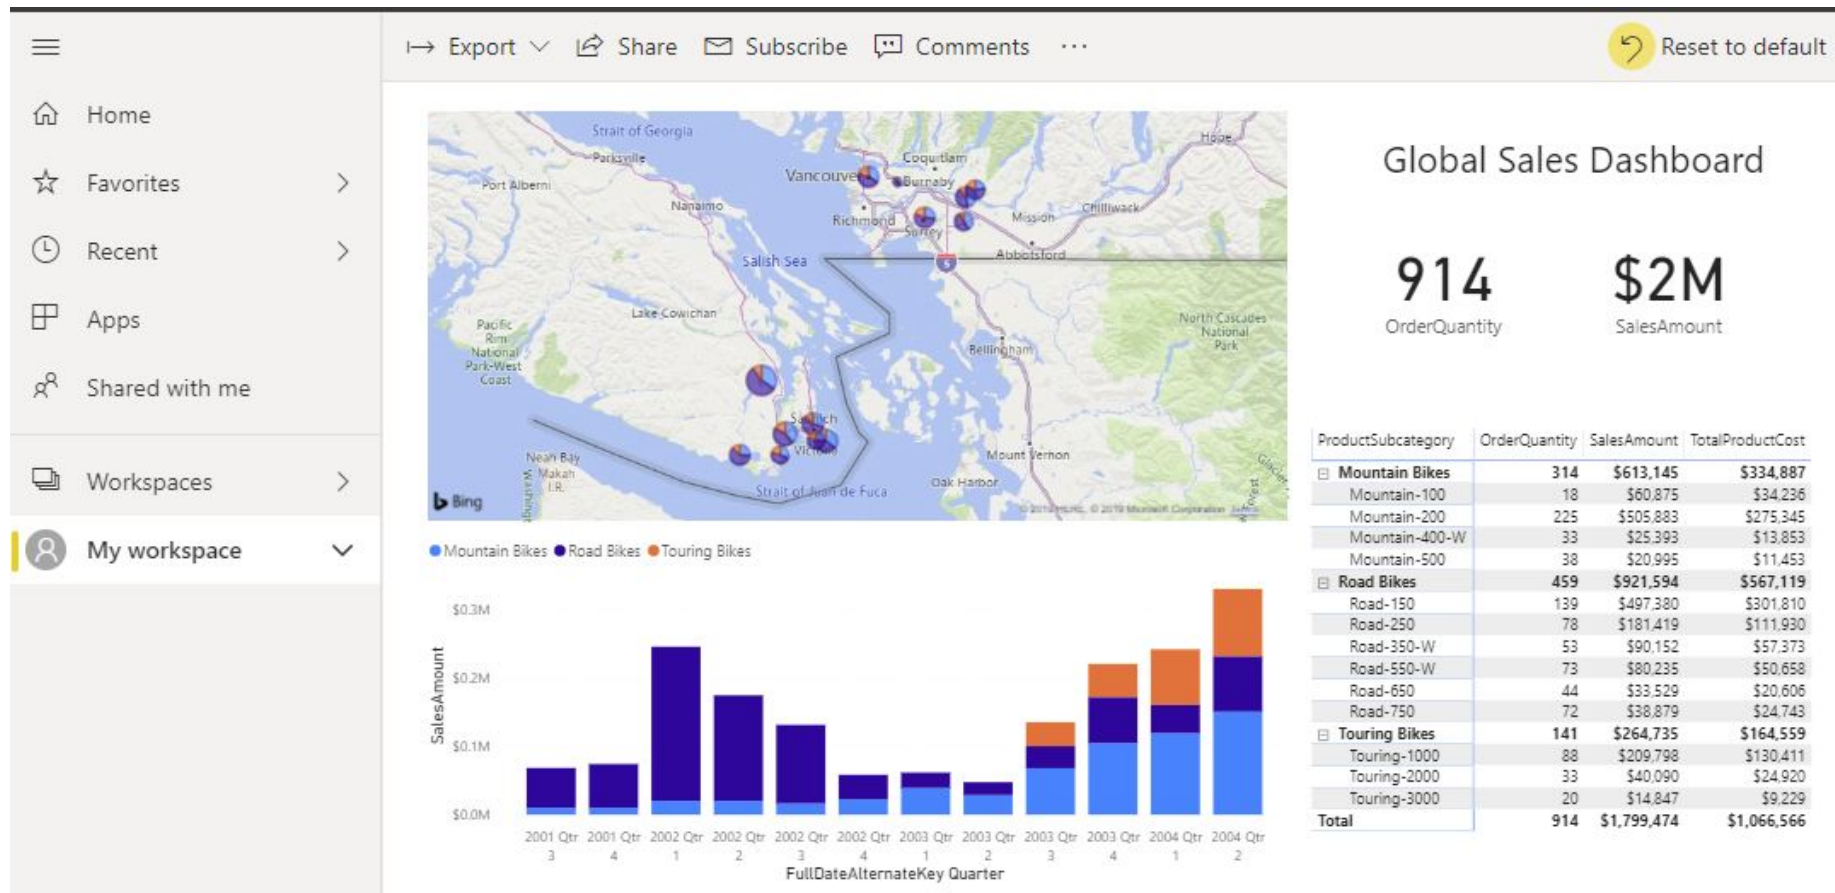 Export
Share
Subscribe
Comments
Reset to default
Home
Favorites
Recent
Apps
Shared with me
Workspaces
My workspace
Strait of Georgia
Parksville
Port Alberni
Nanaimo
Vancouver
Coquitlam
Burnaby
Hope
Richmond
Surrey
Mission
Chilliwack
Abbotsford
5
Salish Sea
Lake Cowichan
Pacific
Rim
National
Park-West
Coast
North Cascades
National
Park
Bellingham
Neah Bay
Makah
I.R.
Mount Vernon
Oak Harbor
Strait of Juan de Fuca
Bing
Global Sales Dashboard
914
OrderQuantity
$2M
SalesAmount
Mountain Bikes Road Bikes Touring Bikes
SalesAmount
$0.3M
$0.2M
$0.1M
$0.0M
2001 Qtr 2001 Qtr 2002 Qtr 2002 Qtr 2002 Qtr 2002 Qtr 2003 Qtr 2003 Qtr 2003 Qtr 2003 Qtr 2004 Qtr 2004 Qtr
3 4 1 2 3 4 1 2 3 4 1 2
FullDateAlternateKey Quarter
ProductSubcategory OrderQuantity SalesAmount TotalProductCost
Mountain Bikes 314 $613,145 $334,887
Mountain-100 18 $60,875 $34,236
Mountain-200 225 $505,883 $275,345
Mountain-400-W 33 $25,393 $13,853
Mountain-500 38 $20,995 $11,453
Road Bikes 459 $921,594 $567,119
Road-150 139 $497,380 $301,810
Road-250 78 $181,419 $111,930
Road-350-W 53 $90,152 $57,373
Road-550-W 73 $80,235 $50,658
Road-650 44 $33,529 $20,606
Road-750 72 $38,879 $24,743
Touring Bikes 141 $264,735 $164,559
Touring-1000 88 $209,798 $130,411
Touring-2000 33 $40,090 $24,920
Touring-3000 20 $14,847 $9,229
Total 914 $1,799,474 $1,066,566